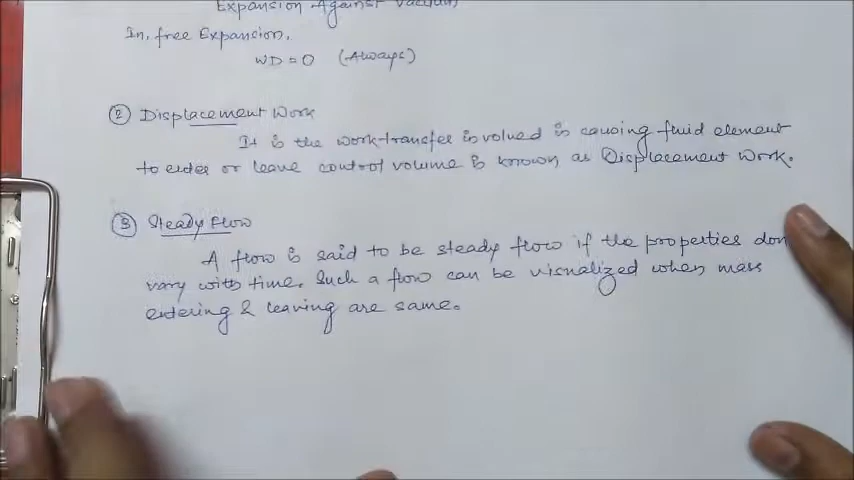 Expansion Against Vacuum
In, free Expansion,
WD = 0 (Always)
② Displacement Work
It is the work-transfer is volued is causing fluid element
to enter or leave control volume is known as Displacement Work.
③ Steady Flow
A flow is said to be steady flow if the properties don
vary with time. Such a flow can be visualized when mass
entering & leaving are same.